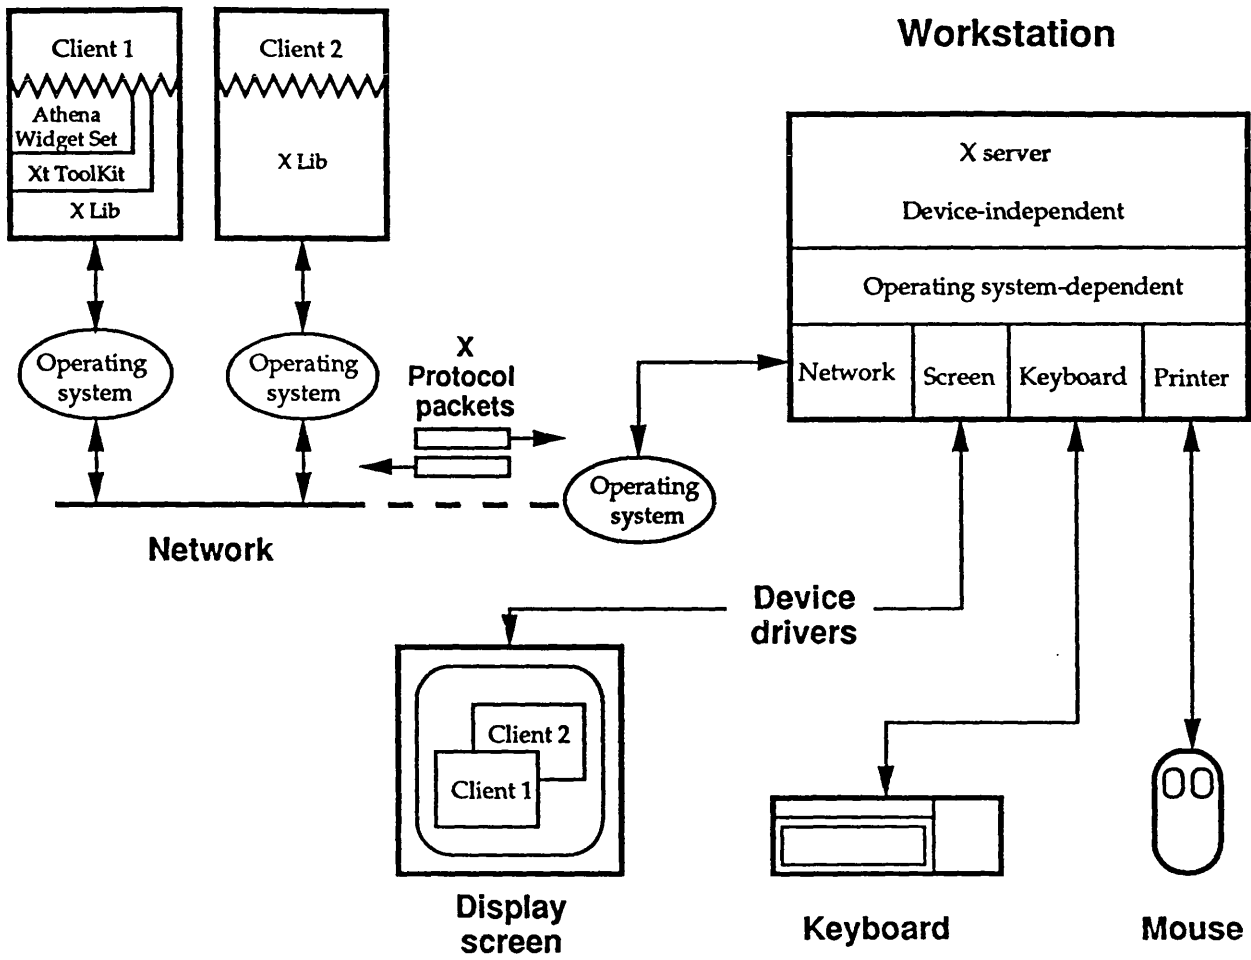 Client 1
Athena
Widget Set
Xt ToolKit
X Lib
Client 2
X Lib
Workstation
X server
Device-independent
Operating system-dependent
Network
Screen
Keyboard
Printer
Operating
system
Operating
system
X
Protocol
packets
Operating
system
Network
Device
drivers
Client 2
Client 1
Display
screen
Keyboard
Mouse